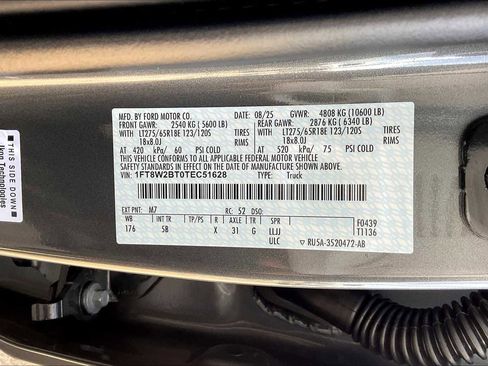 MFD. BY FORD MOTOR CO. DATE: 08/25 GVWR: 4808 KG (10600 LB)
FRONT GAWR: 2540 KG (5600 LB) REAR GAWR: 2876 KG (6340 LB)
WITH LT275/65R18E 123/120S TIRES WITH LT275/65R18E 123/120S TIRES
18x8.0J RIMS 18x8.0J RIMS
AT 420 kPa/ 60 PSI COLD AT 520 kPa/ 75 PSI COLD
THIS VEHICLE CONFORMS TO ALL APPLICABLE FEDERAL MOTOR VEHICLE
SAFETY STANDARDS IN EFFECT ON THE DATE OF MANUFACTURE SHOWN ABOVE.
VIN: 1FT8W2BT0TEC51628 TYPE: Truck
EXT PNT: M7 RC: 52 DSO:
WB INT TR TP/PS R AXLE TR SPR F0439
176 5B X 31 G LLJJ T1136
ULC RU5A-3520472-AB
THIS SIDE DOWN
Technologies